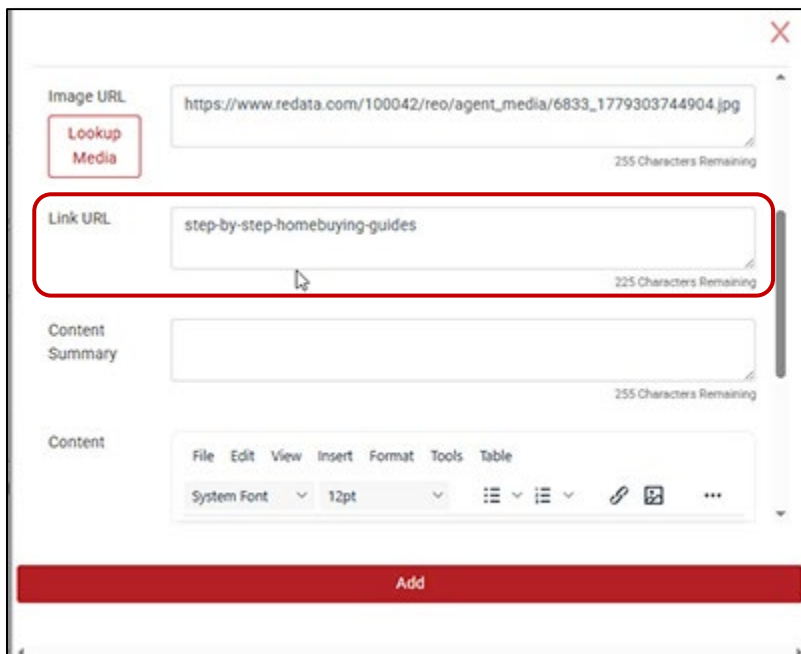 Image URL
https://www.redata.com/100042/reo/agent_media/6833_1779303744904.jpg
Lookup
Media
255 Characters Remaining
Link URL
step-by-step-homebuying-guides
225 Characters Remaining
Content
Summary
255 Characters Remaining
Content
File Edit View Insert Format Tools Table
System Font 12pt
Add